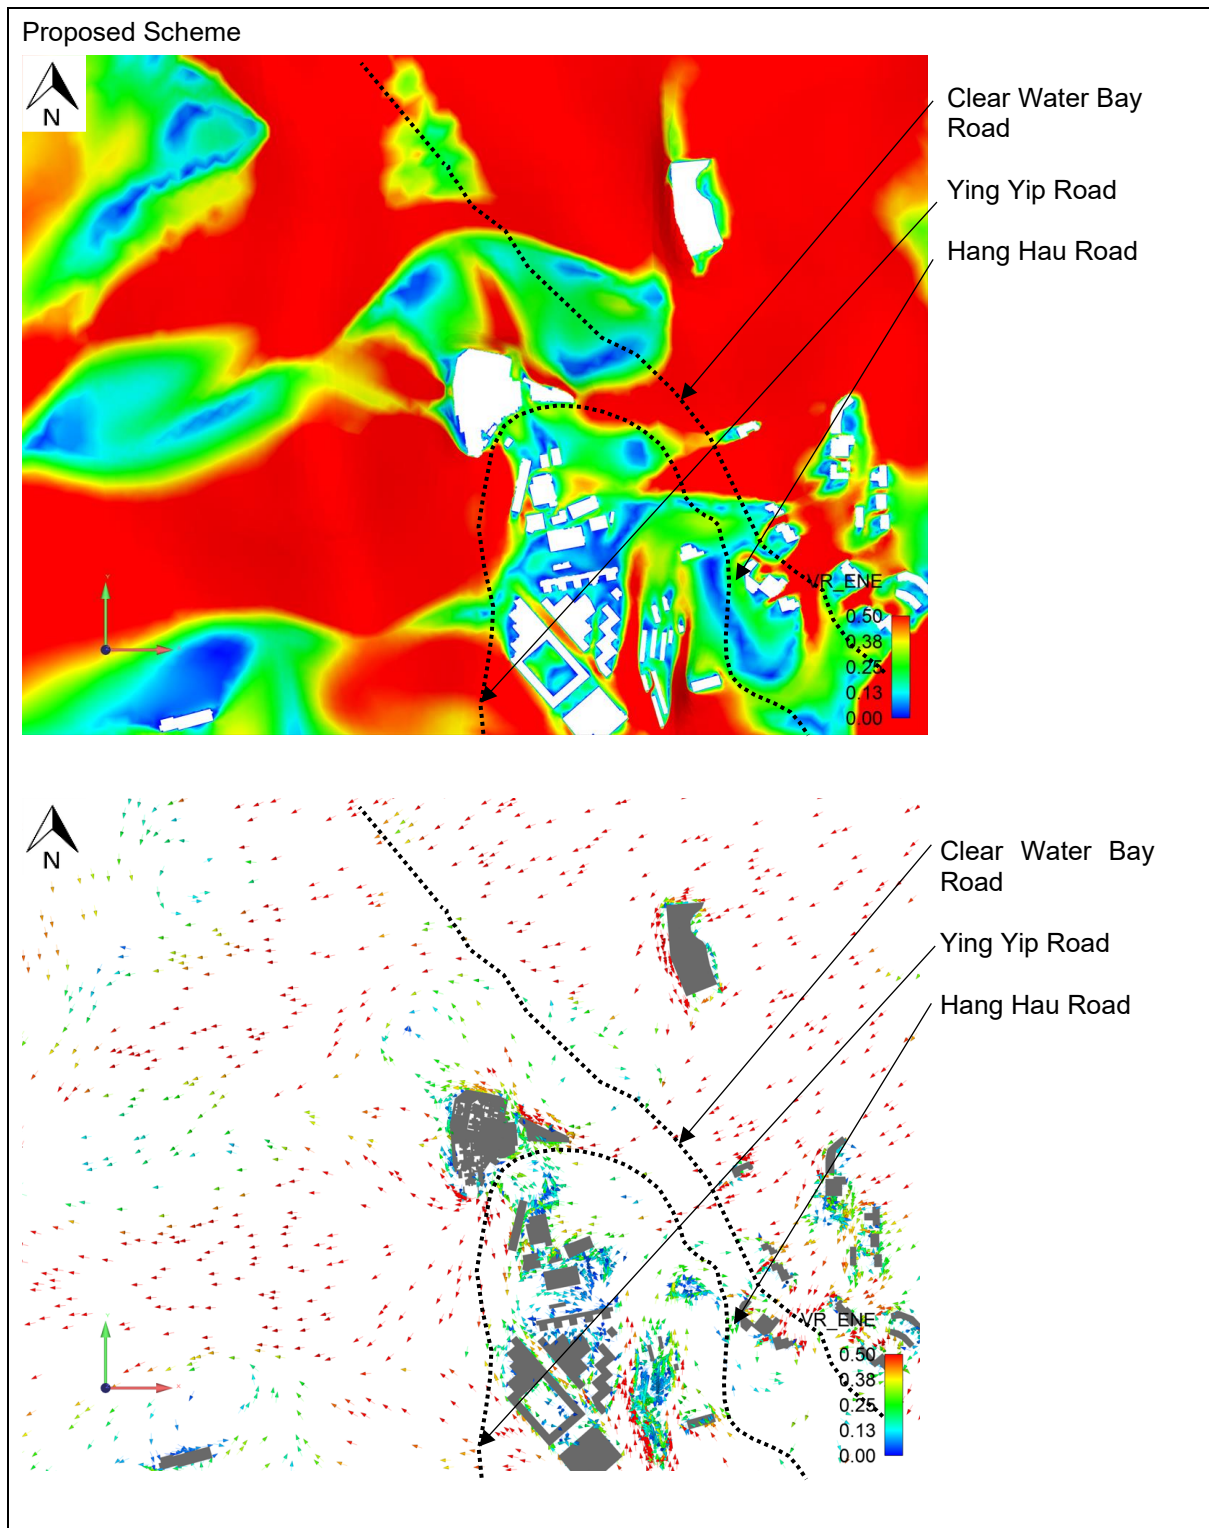 Proposed Scheme
N
Clear Water Bay
Road
Ying Yip Road
Hang Hau Road
VR_ENE
0.50
0.38
0.25
0.13
0.00
N
Clear Water Bay
Road
Ying Yip Road
Hang Hau Road
VR_ENE
0.50
0.38
0.25
0.13
0.00